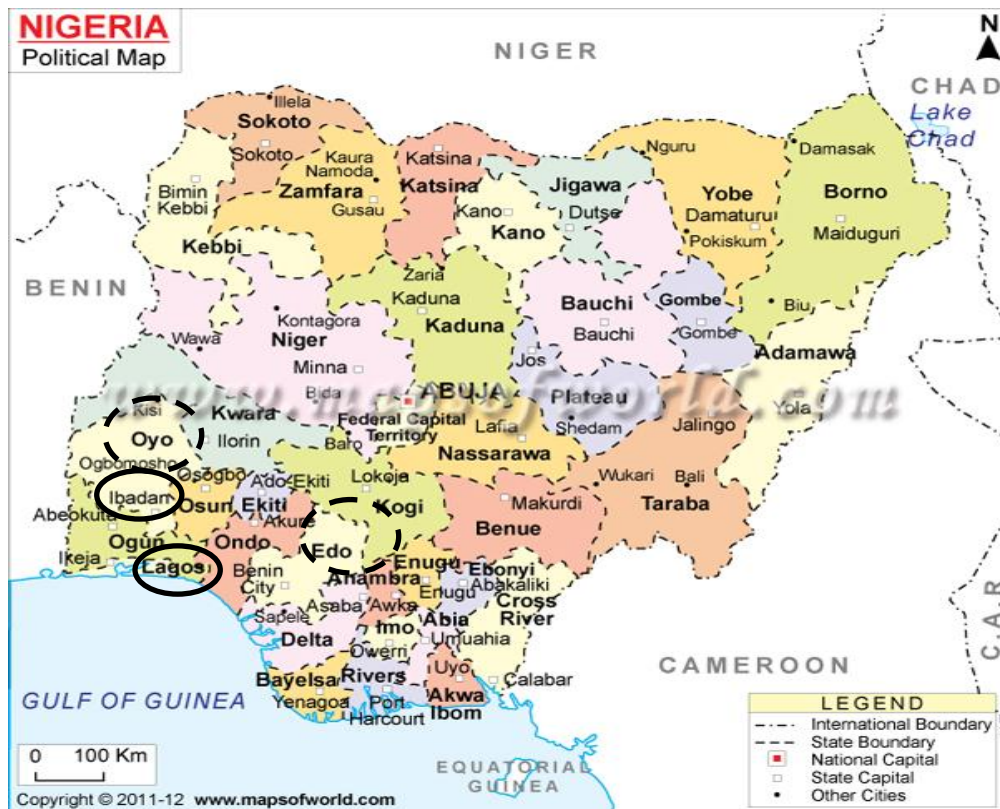 NIGERIA
Political Map
N
NIGER
CHAD
Lake
Chad
Illela
Sokoto
Sokoto
Kaura
Namoda
Zamfara
Gusau
Katsina
Katsina
Bimin
Kebbi
Kebbi
Kano
Kano
Jigawa
Dutse
Nguru
Yobe
Damaturu
Pokiskum
Damasak
Borno
Maiduguri
BENIN
Zaria
Kaduna
Kaduna
Bauchi
Bauchi
Gombe
Gombe
Biu
Adamawa
Kontagora
Niger
Wawa
Minna
Bida
Jos
www.mapsofworld.com
ABUJA
Federal Capital
Territory
Plateau
Shedam
Yola
Jalingo
Kisi
Kwara
Oyo
Ilorin
Ogbomosho
Baro
Lafia
Nassarawa
Wukari
Bali
Taraba
Osogbo
Ado-Ekiti
Lokoja
Kogi
Makurdi
Benue
Ibadan
Osun
Ekiti
Akure
Abeokuta
Ogun
Ondo
Edo
Ikeja
Lagos
Benin
City
Enugu
Enugu
Ebonyi
Abakaliki
Anambra
Awka
Asaba
Cross
River
Sapele
Delta
Imo
Owerri
Abia
Umuahia
Bayelsa
Yenagoa
Rivers
Port
Harcourt
Uyo
Akwa
Ibom
Calabar
CAMEROON
C.A.R
GULF OF GUINEA
EQUATORIAL
GUINEA
0 100 Km
LEGEND
International Boundary
State Boundary
National Capital
State Capital
Other Cities
Copyright © 2011-12 www.mapsofworld.com